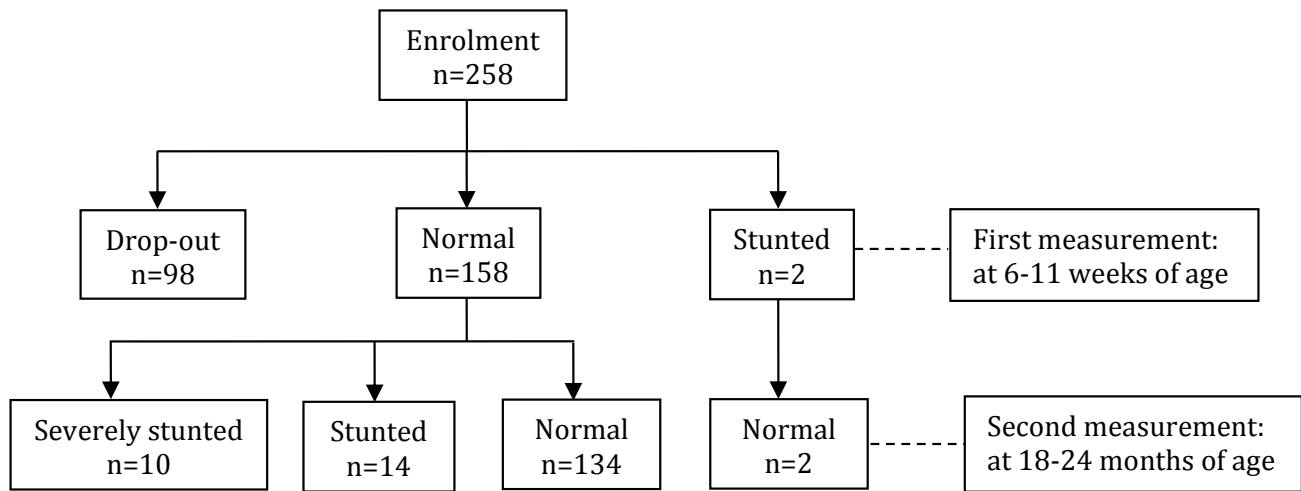 Enrolment
n=258
Drop-out
n=98
Normal
n=158
Stunted
n=2
First measurement:
at 6-11 weeks of age
Severely stunted
n=10
Stunted
n=14
Normal
n=134
Normal
n=2
Second measurement:
at 18-24 months of age